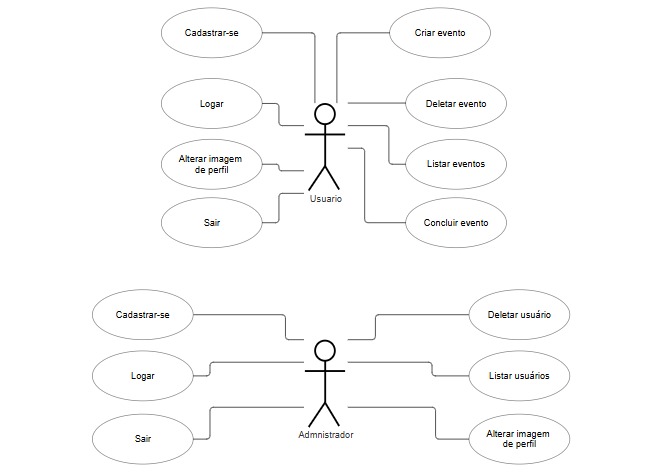 Cadastrar-se
Criar evento
Logar
Deletar evento
Alterar imagem
de perfil
Listar eventos
Usuario
Sair
Concluir evento
Cadastrar-se
Deletar usuário
Logar
Listar usuários
Admnistrador
Sair
Alterar imagem
de perfil